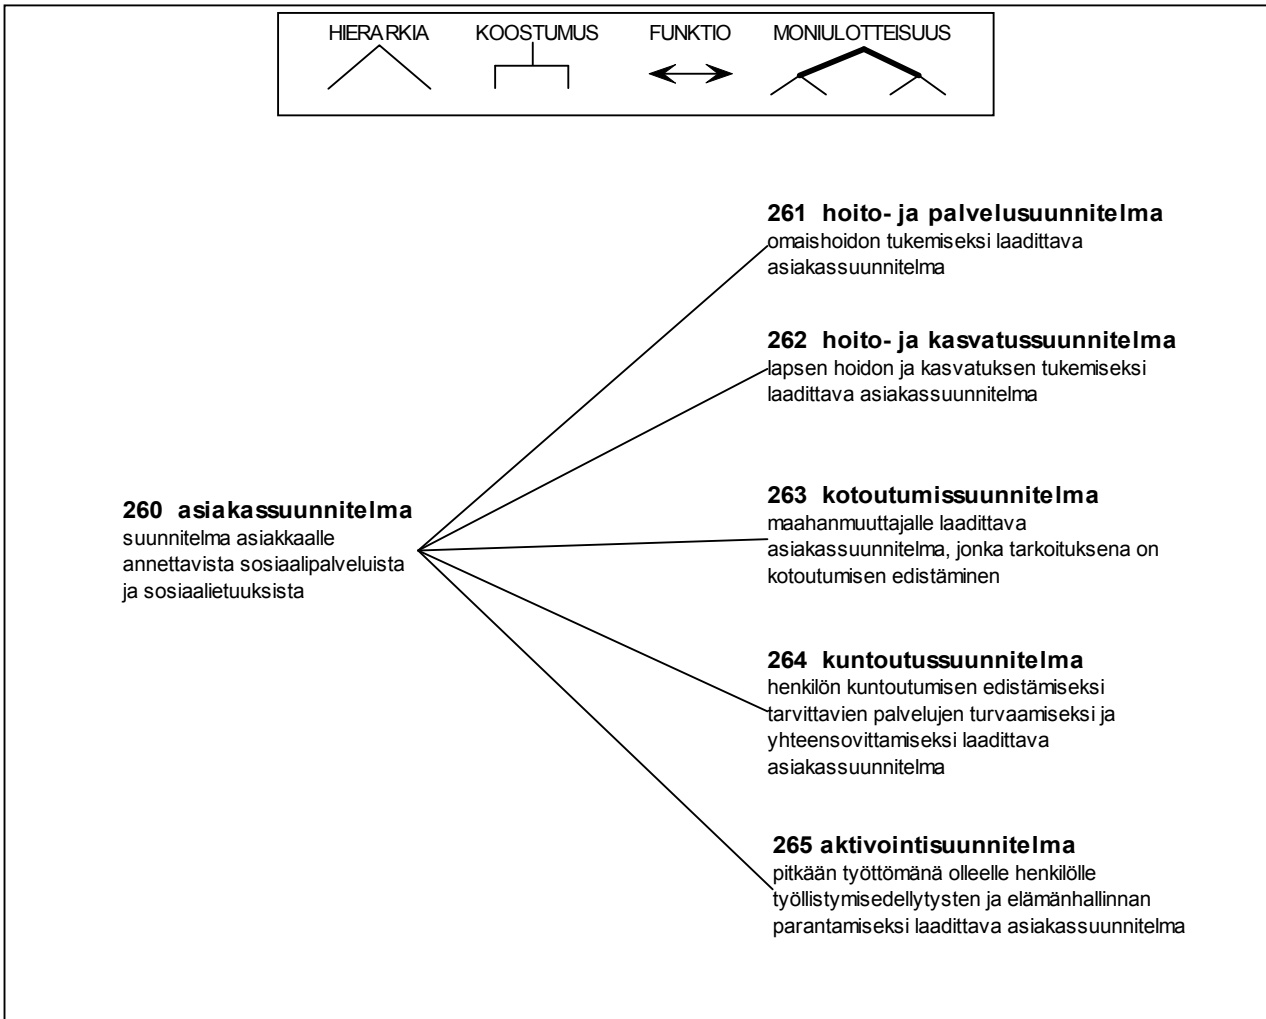 HIERARKIA KOOSTUMUS FUNKTIO MONIULOTTEISUUS
261 hoito- ja palvelusuunnitelma
omaishoidon tukemiseksi laadittava
asiakassuunnitelma
262 hoito- ja kasvatussuunnitelma
lapsen hoidon ja kasvatuksen tukemiseksi
laadittava asiakassuunnitelma
260 asiakassuunnitelma
suunnitelma asiakkaalle
annettavista sosiaalipalveluista
ja sosiaalietuuksista
263 kotoutumissuunnitelma
maahanmuuttajalle laadittava
asiakassuunnitelma, jonka tarkoituksena on
kotoutumisen edistäminen
264 kuntoutussuunnitelma
henkilön kuntoutumisen edistämiseksi
tarvittavien palvelujen turvaamiseksi ja
yhteensovittamiseksi laadittava
asiakassuunnitelma
265 aktivointisuunnitelma
pitkään työttömänä olleelle henkilölle
työllistymisedellytysten ja elämänhallinnan
parantamiseksi laadittava asiakassuunnitelma